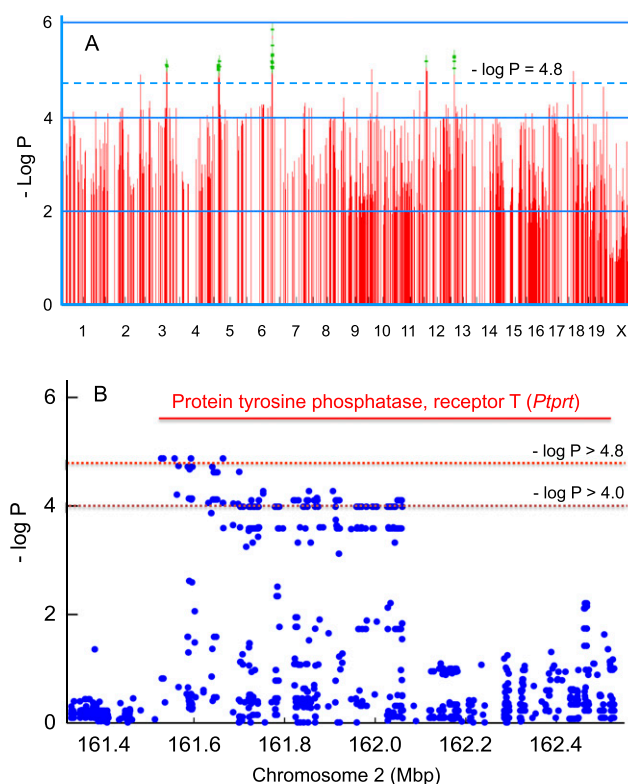 A
- log P = 4.8
- Log P
6
4
2
0
1 2 3 4 5 6 7 8 9 10 11 12 13 14 15 16 17 18 19 X
B
Protein tyrosine phosphatase, receptor T (Ptprt)
- log P > 4.8
- log P > 4.0
- log P
6
4
2
0
161.4 161.6 161.8 162.0 162.2 162.4
Chromosome 2 (Mbp)